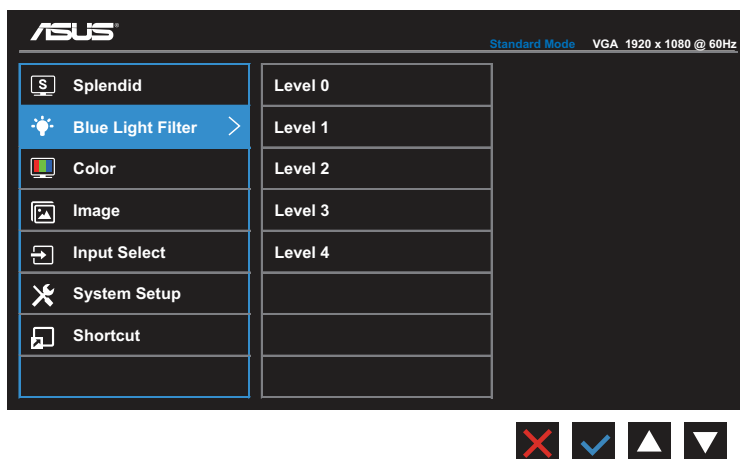 ASUS®
Standard Mode VGA 1920 x 1080 @ 60Hz
S Splendid
Blue Light Filter
Color
Image
Input Select
System Setup
Shortcut
Level 0
Level 1
Level 2
Level 3
Level 4